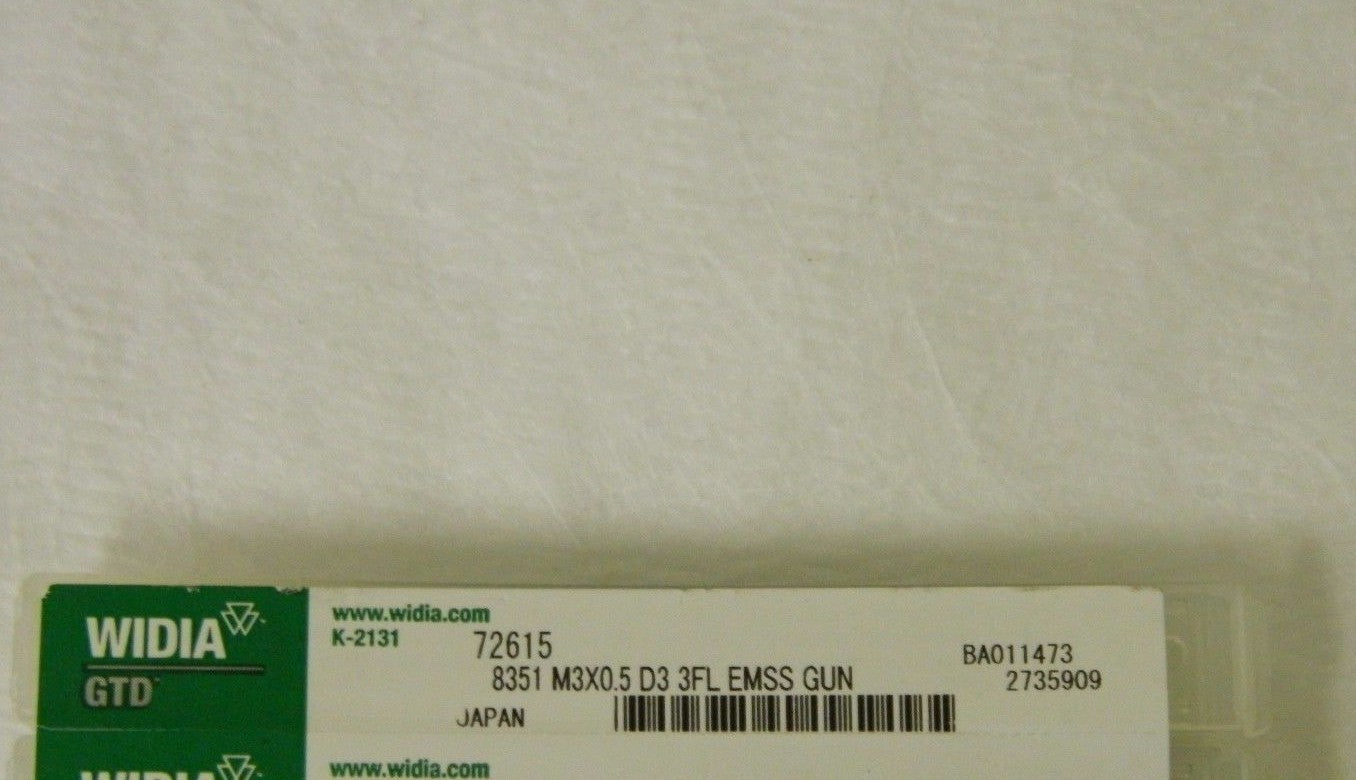 WIDIA
GTD
www.widia.com
K-2131
72615
8351 M3X0.5 D3 3FL EMSS GUN
JAPAN
BA011473
2735909
WIDIA
www.widia.com